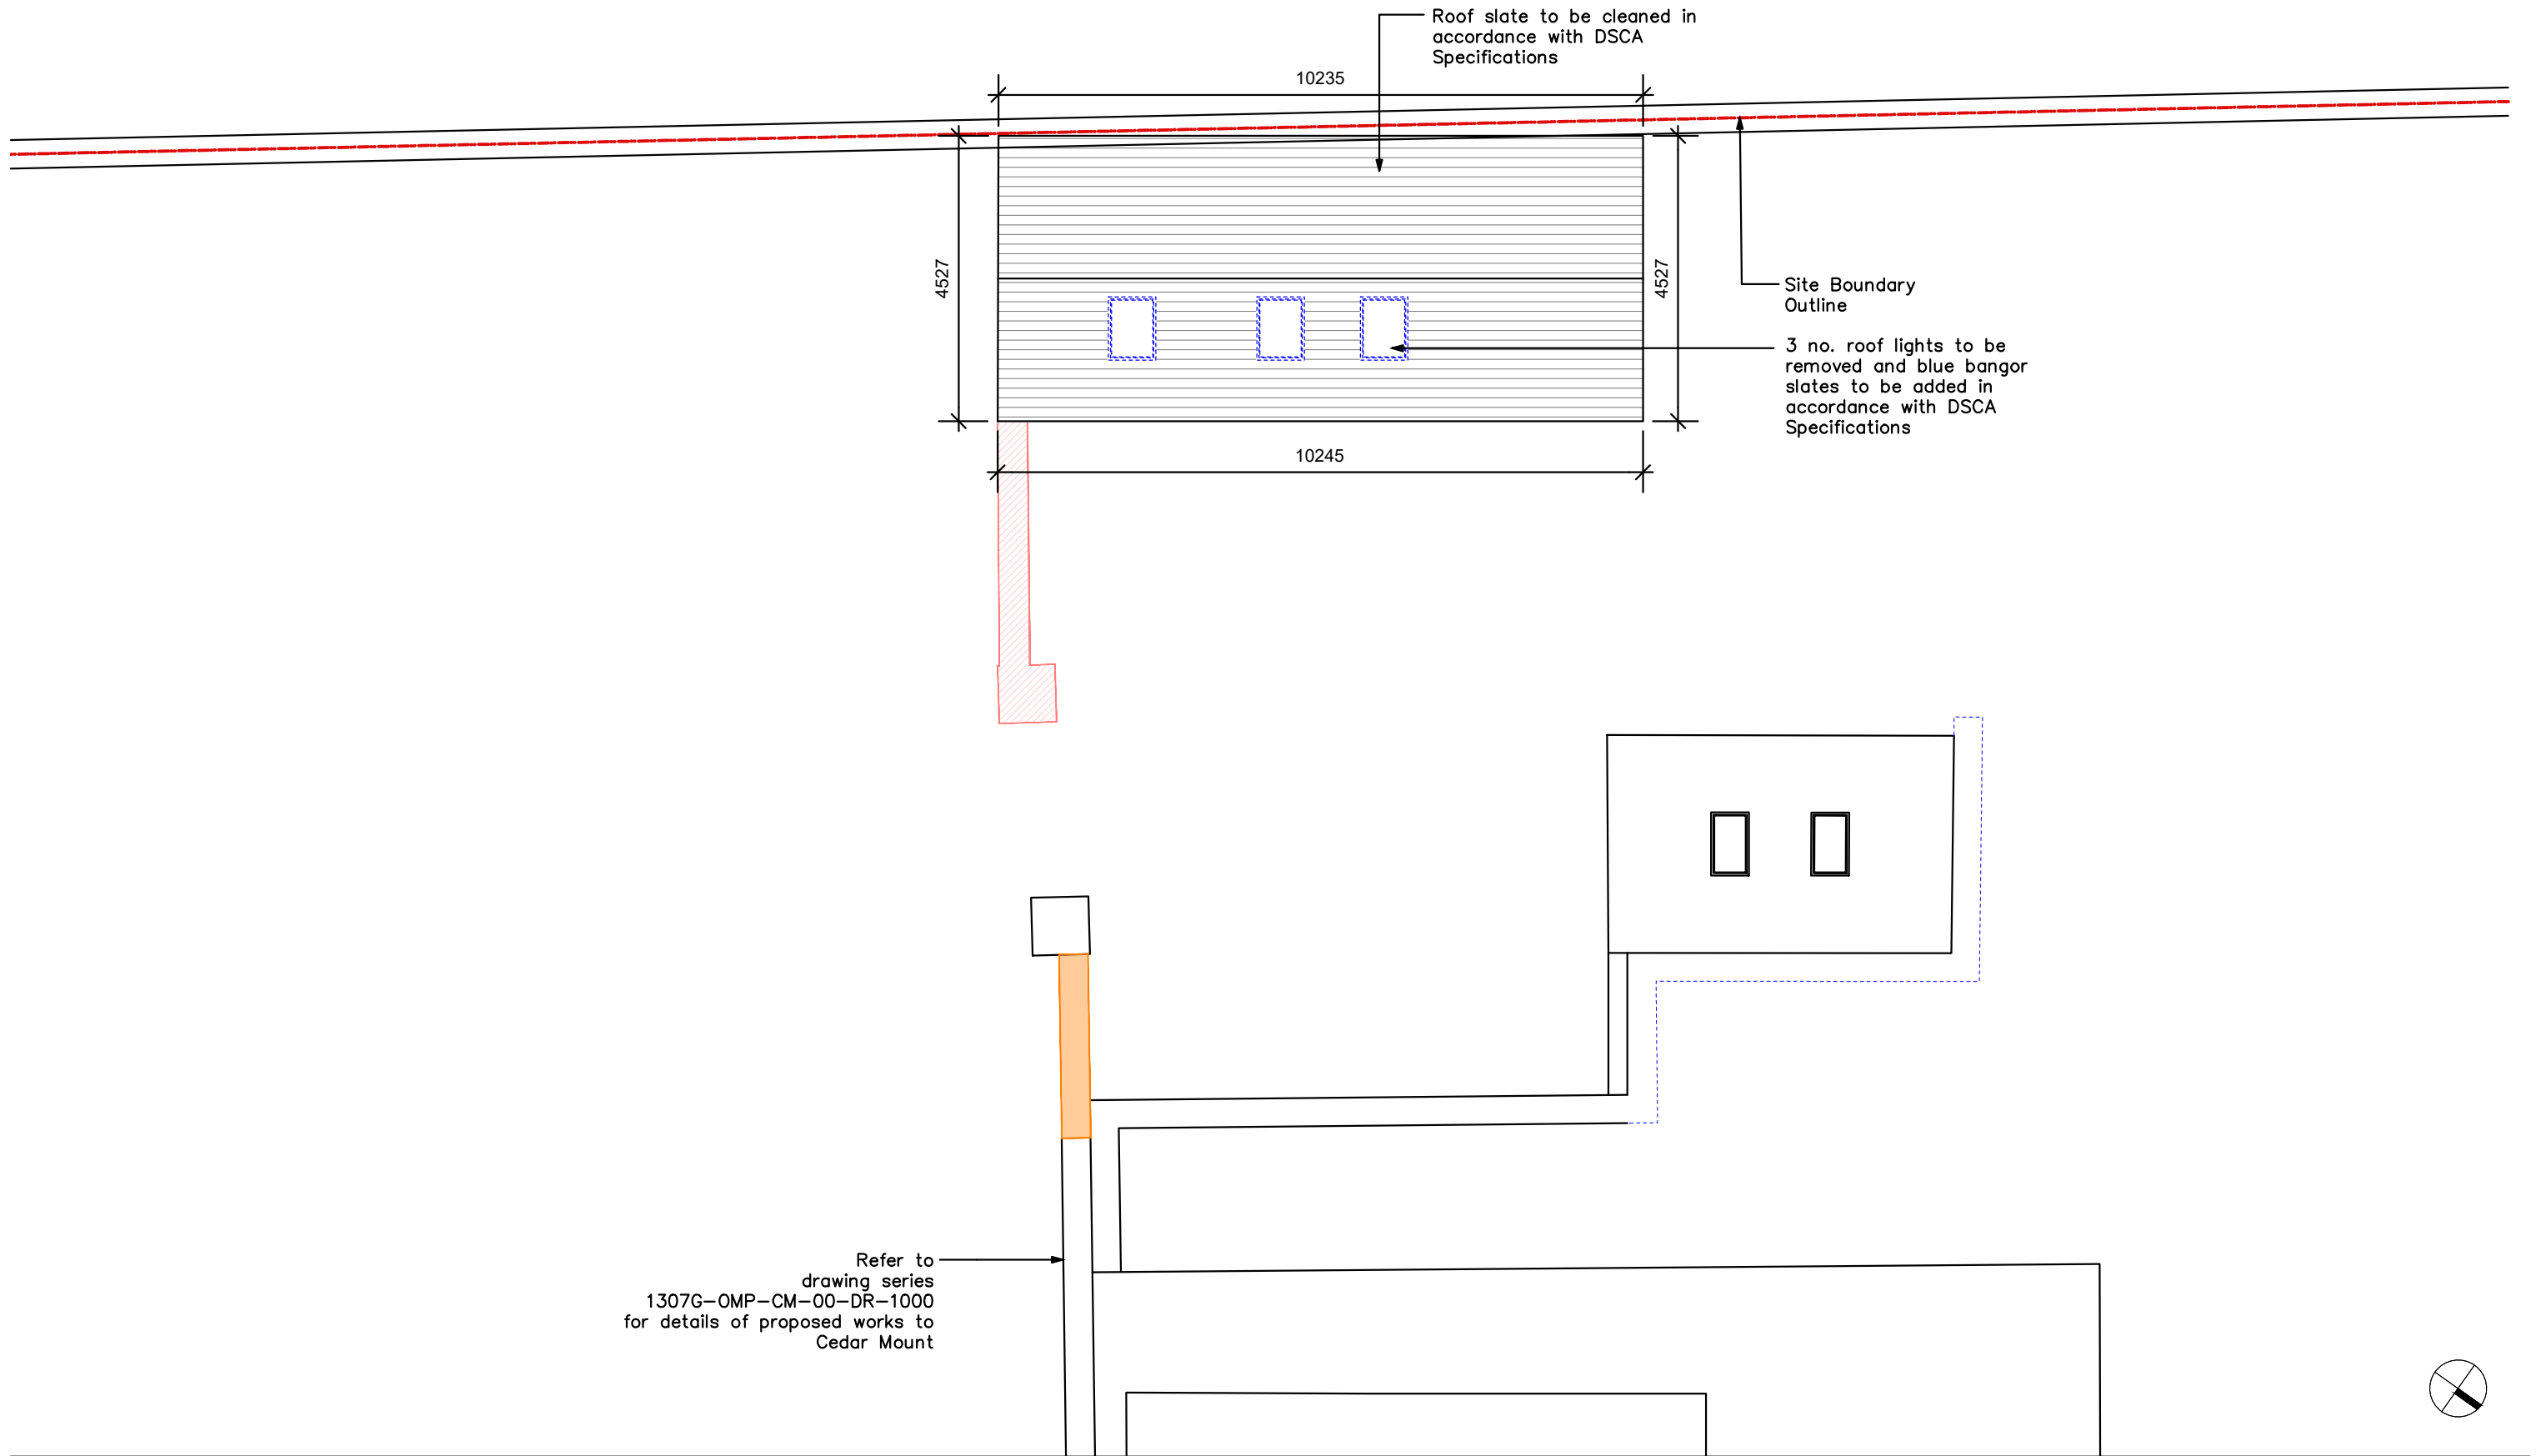 Roof slate to be cleaned in
accordance with DSCA
Specifications
10235
4527
4527
Site Boundary
Outline
3 no. roof lights to be
removed and blue bangor
slates to be added in
accordance with DSCA
Specifications
10245
Refer to
drawing series
1307G-OMP-CM-00-DR-1000
for details of proposed works to
Cedar Mount